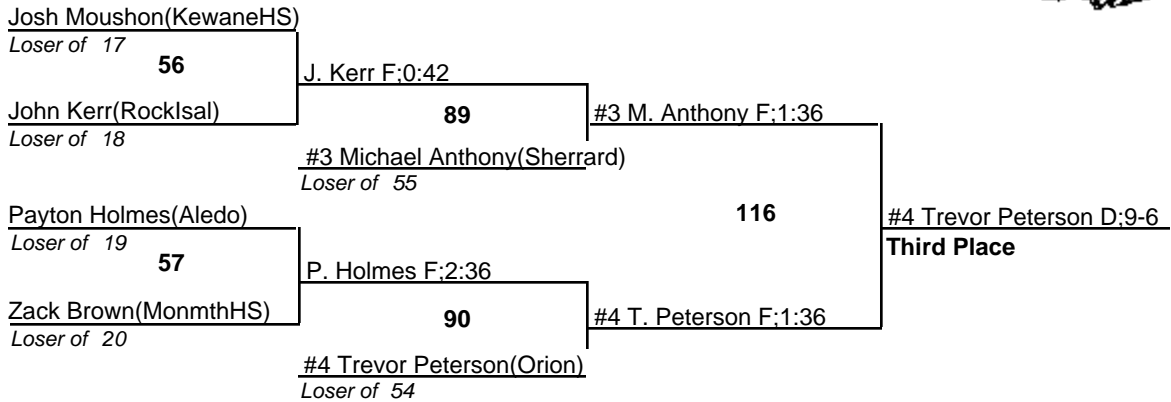 Josh Moushon(KewaneHS)
Loser of 17
56
J. Kerr F;0:42
John Kerr(RockIsal)
Loser of 18
89
#3 M. Anthony F;1:36
#3 Michael Anthony(Sherrard)
Loser of 55
Payton Holmes(Aledo)
Loser of 19
116
#4 Trevor Peterson D;9-6
Third Place
57
P. Holmes F;2:36
Zack Brown(MonmthHS)
Loser of 20
90
#4 T. Peterson F;1:36
#4 Trevor Peterson(Orion)
Loser of 54